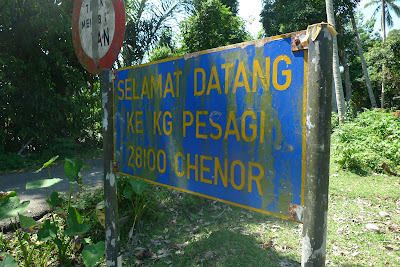 SELAMAT DATANG
KE KG PESAGI
28100 CHENOR